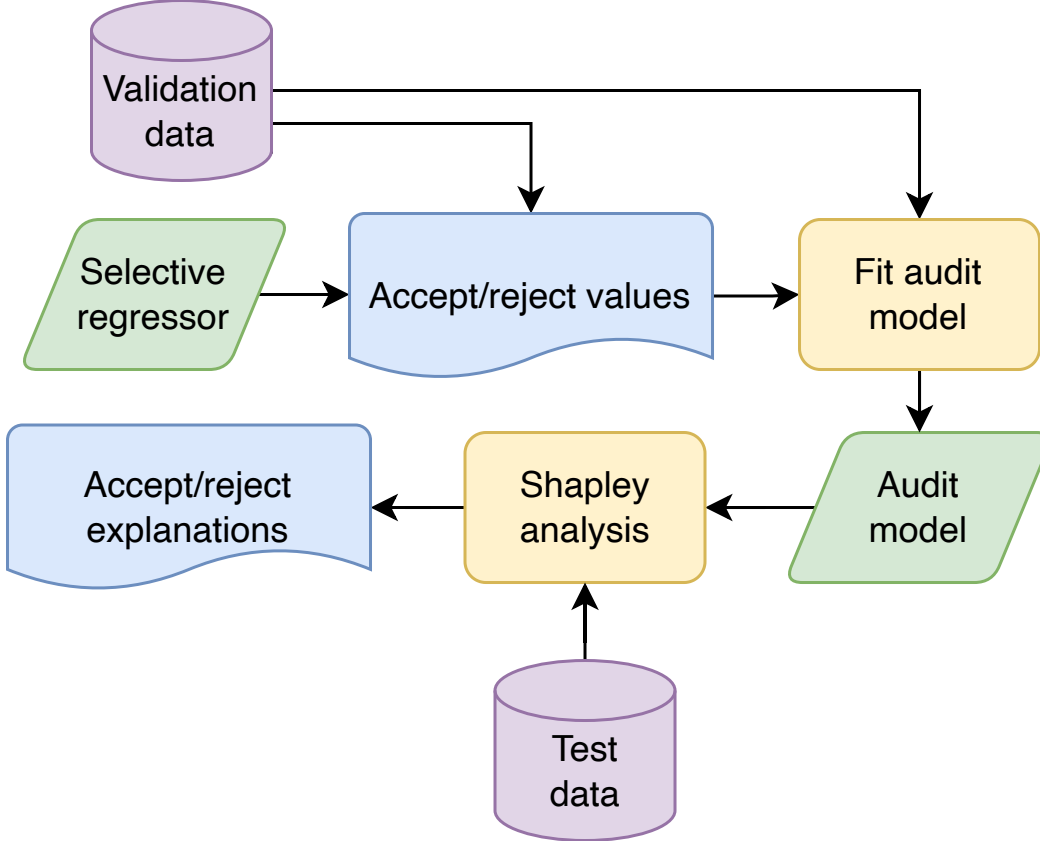 Validation
data
Selective
regressor
Accept/reject values
Fit audit
model
Accept/reject
explanations
Shapley
analysis
Audit
model
Test
data